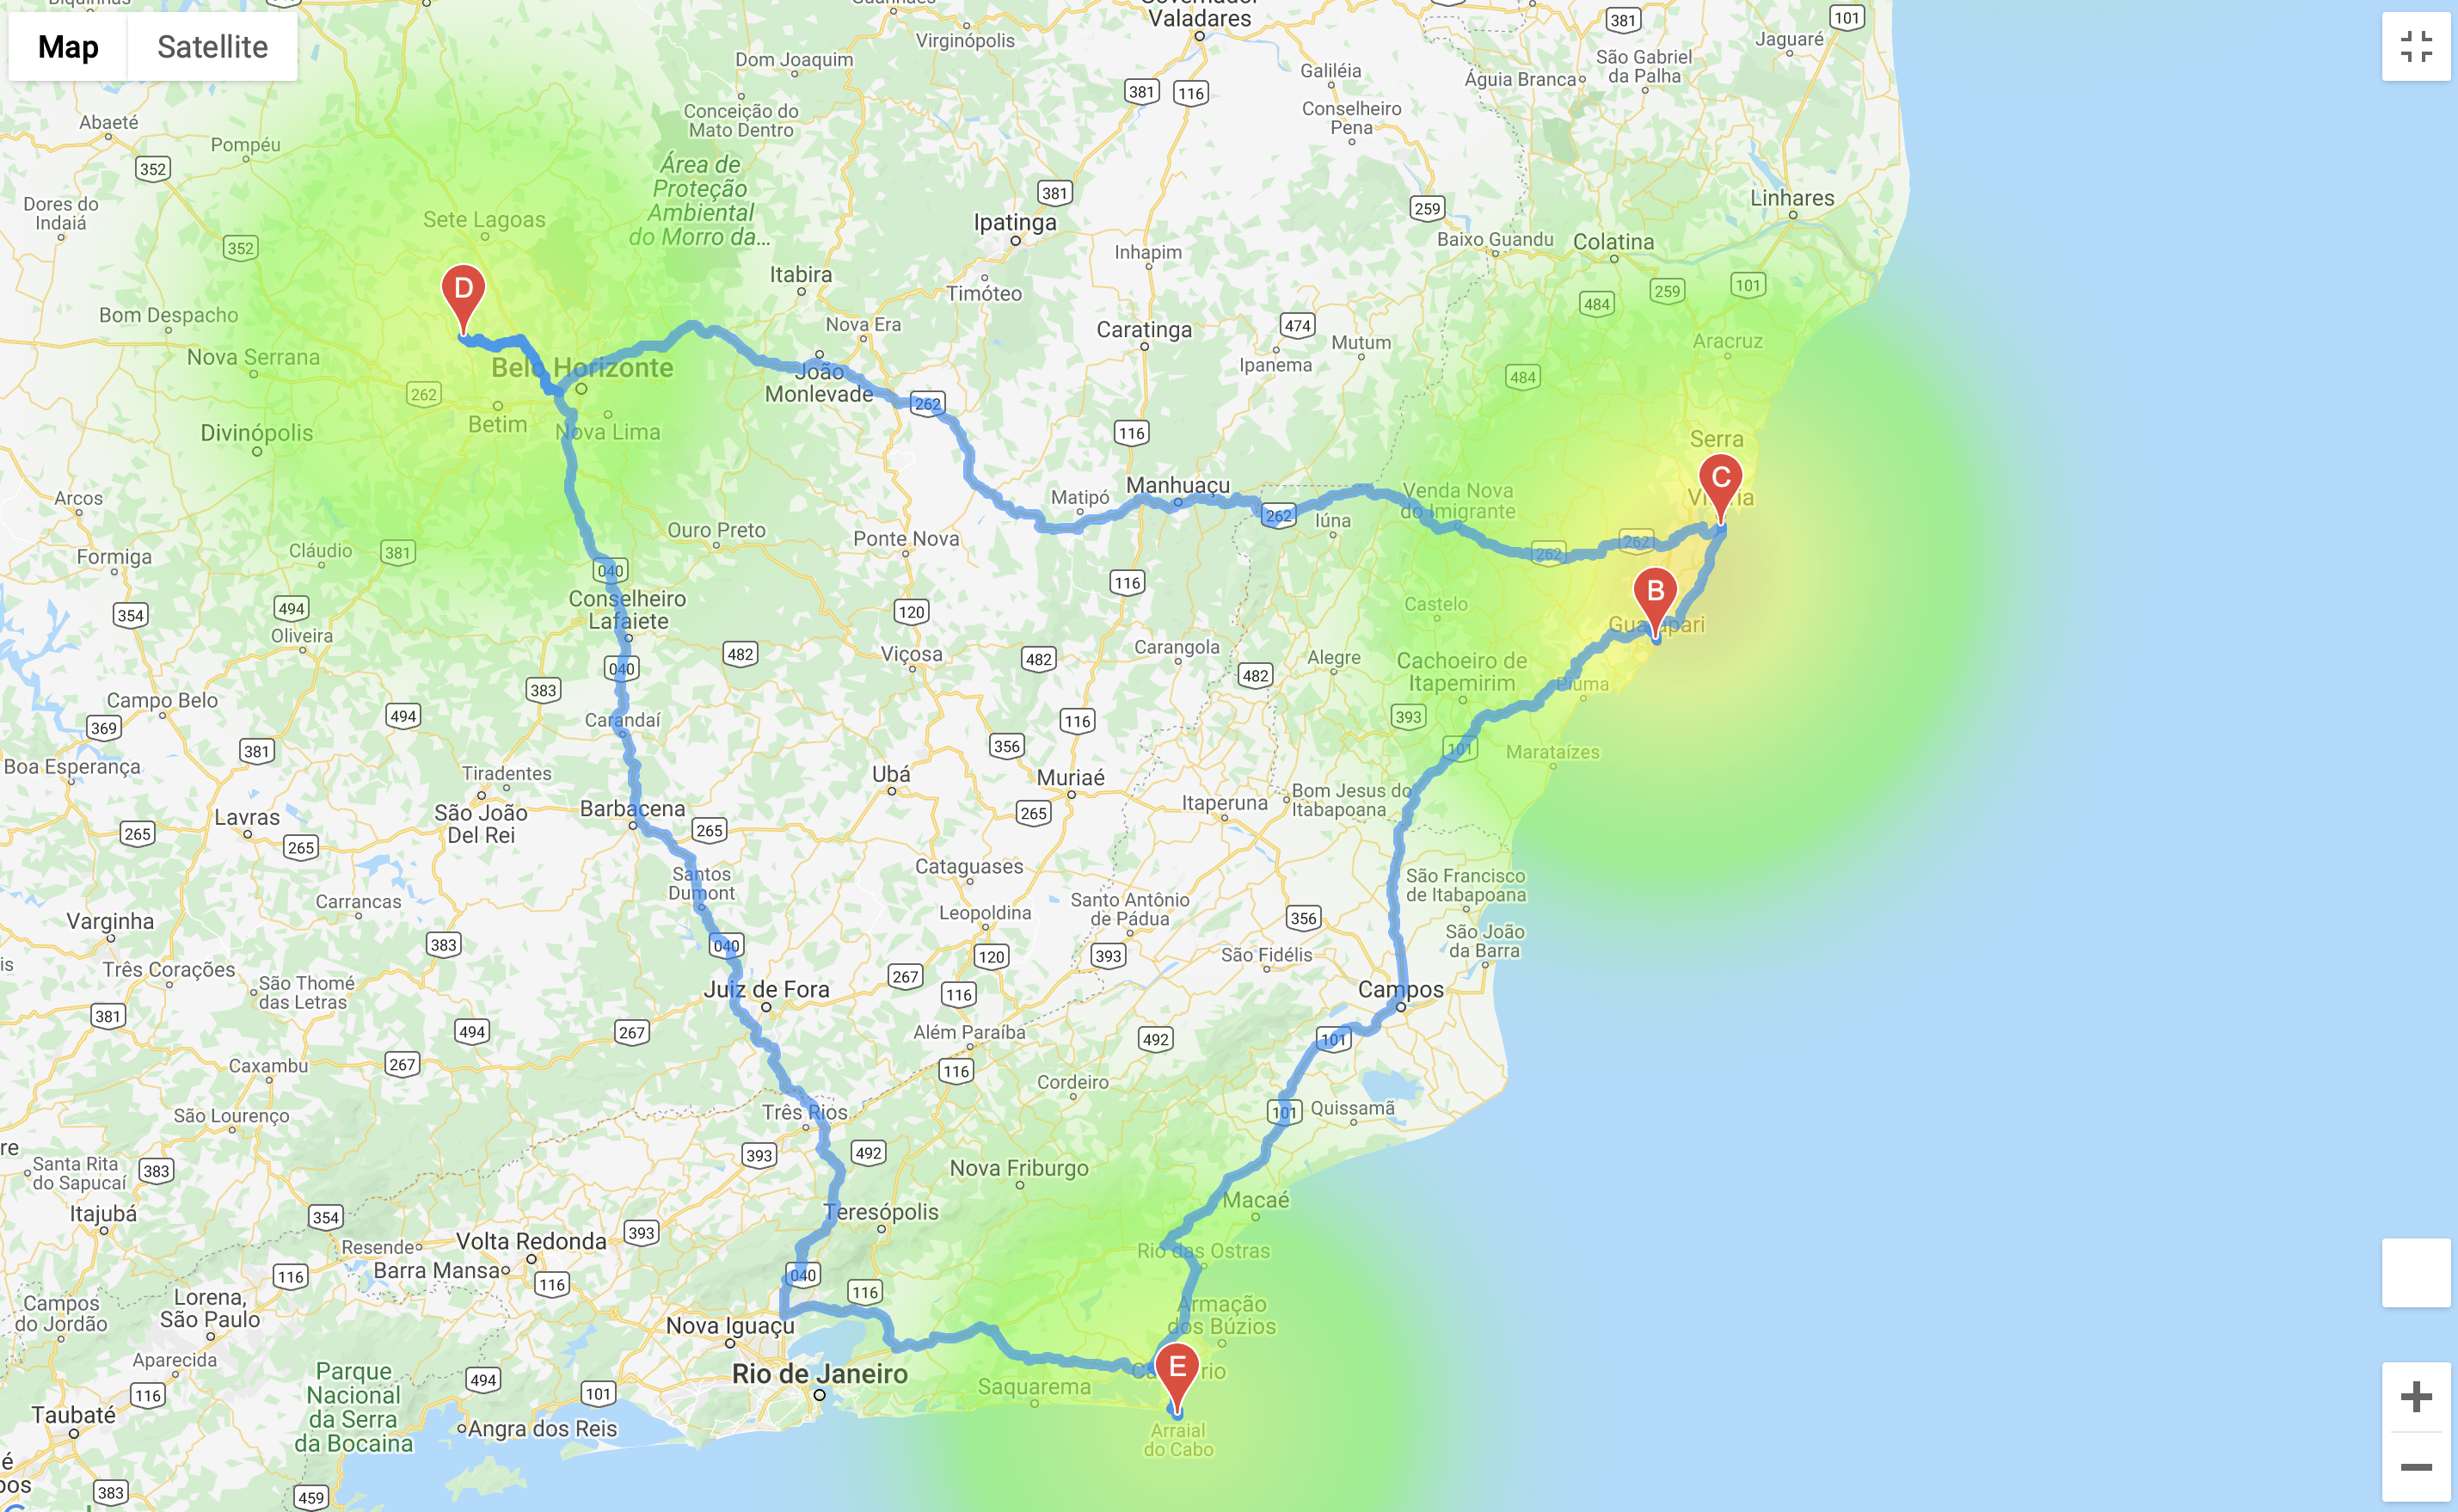 Map
Satellite
Valadares
Virginópolis
381
101
Jaguaré
Dom Joaquim
Galiléia
Águia Branca
São Gabriel
da Palha
381
116
Conceição do
Mato Dentro
Conselheiro
Pena
Abaeté
Pompéu
352
Área de
Proteção
Ambiental
do Morro da...
381
259
Linhares
Dores do
Indaiá
Sete Lagoas
352
Ipatinga
Inhapim
Baixo Guandu
Colatina
Itabira
Timóteo
484
259
101
D
Bom Despacho
Nova Era
Caratinga
474
Mutum
Aracruz
Nova Serrana
Belo Horizonte
João
Monlevade
Ipanema
484
262
262
Betim
Nova Lima
Divinópolis
116
Serra
C
Arcos
Matipó
Manhuaçu
Venda Nova
do Imigrante
262
Iúna
Ouro Preto
Ponte Nova
262
262
Formiga
Cláudio
381
040
116
B
Conselheiro
Lafaiete
354
494
Oliveira
120
Castelo
Guarapari
482
Viçosa
482
Carangola
Alegre
Cachoeiro de
Itapemirim
040
482
Piúma
Campo Belo
383
494
Carandaí
116
393
369
381
356
101
Marataízes
Boa Esperança
Tiradentes
Ubá
Muriaé
Itaperuna
Bom Jesus do
Itabapoana
Lavras
São João
Del Rei
Barbacena
265
265
265
265
Cataguases
Santos
Dumont
São Francisco
de Itabapoana
Carrancas
Varginha
Leopoldina
Santo Antônio
de Pádua
356
383
040
120
393
São Fidélis
São João
da Barra
is
Três Corações
São Thomé
das Letras
267
116
Juiz de Fora
Campos
381
494
267
Além Paraíba
492
101
Caxambu
267
116
Cordeiro
São Lourenço
Três Rios
101
Quissamã
re
Santa Rita
do Sapucaí
383
393
492
Nova Friburgo
Itajubá
354
Teresópolis
Macaé
Resende
Volta Redonda
393
Rio das Ostras
Barra Mansa
116
116
040
116
Campos
do Jordão
Lorena,
São Paulo
Armação
dos Búzios
Nova Iguaçu
Aparecida
116
Parque
Nacional
da Serra
da Bocaina
494
101
Rio de Janeiro
Saquarema
E
Taubaté
Angra dos Reis
Arraial
do Cabo
é
383
459